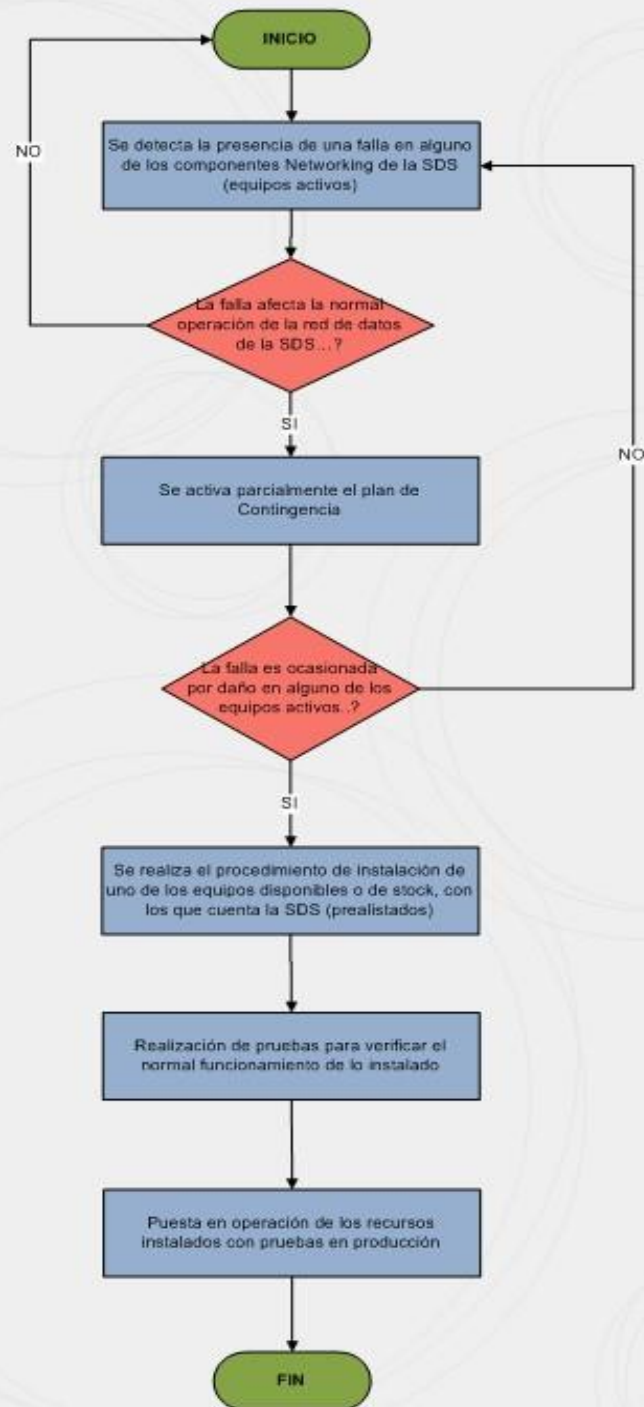 INICIO
NO
Se detecta la presencia de una falla en alguno
de los componentes Networking de la SDS
(equipos activos)
La falla afecta la normal
operación de la red de datos
de la SDS...?
SI
NO
Se activa parcialmente el plan de
Contingencia
La falla es ocasionada
por daño en alguno de los
equipos activos..?
SI
Se realiza el procedimiento de instalación de
uno de los equipos disponibles o de stock, con
los que cuenta la SDS (prealistados)
Realización de pruebas para verificar el
normal funcionamiento de lo instalado
Puesta en operación de los recursos
instalados con pruebas en producción
FIN